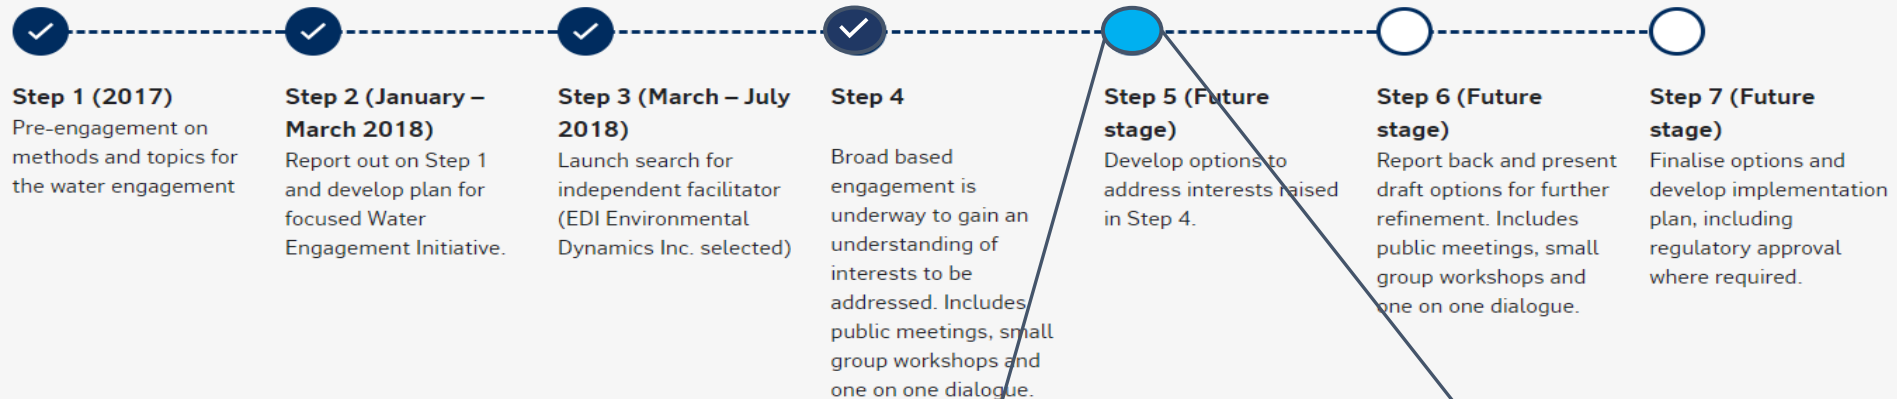 Step 1 (2017)
Pre-engagement on
methods and topics for
the water engagement
Step 2 (January –
March 2018)
Report out on Step 1
and develop plan for
focused Water
Engagement Initiative.
Step 3 (March – July
2018)
Launch search for
independent facilitator
(EDI Environmental
Dynamics Inc. selected)
Step 4
Broad based
engagement is
underway to gain an
understanding of
interests to be
addressed. Includes
public meetings, small
group workshops and
one on one dialogue.
Step 5 (Future
stage)
Develop options to
address interests raised
in Step 4.
Step 6 (Future
stage)
Report back and present
draft options for further
refinement. Includes
public meetings, small
group workshops and
one on one dialogue.
Step 7 (Future
stage)
Finalise options and
develop implementation
plan, including
regulatory approval
where required.